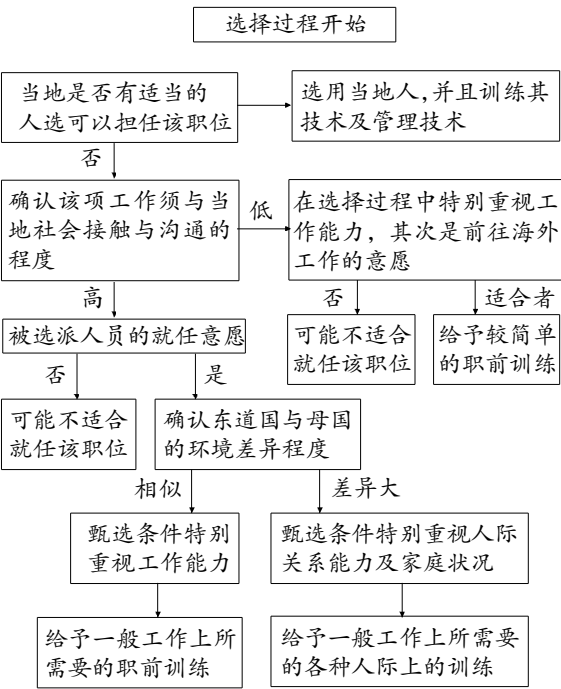 选择过程开始
当地是否有适当的
人选可以担任该职位
选用当地人,并且训练其
技术及管理技术
否
确认该项工作须与当
地社会接触与沟通的
程度
低
在选择过程中特别重视工
作能力，其次是前往海外
工作的意愿
高
否
适合者
被选派人员的就任意愿
可能不适合
就任该职位
给予较简单
的职前训练
否
是
可能不适合
就任该职位
确认东道国与母国
的环境差异程度
相似
差异大
甄选条件特别
重视工作能力
甄选条件特别重视人际
关系能力及家庭状况
给予一般工作上所
需要的职前训练
给予一般工作上所需要
的各种人际上的训练